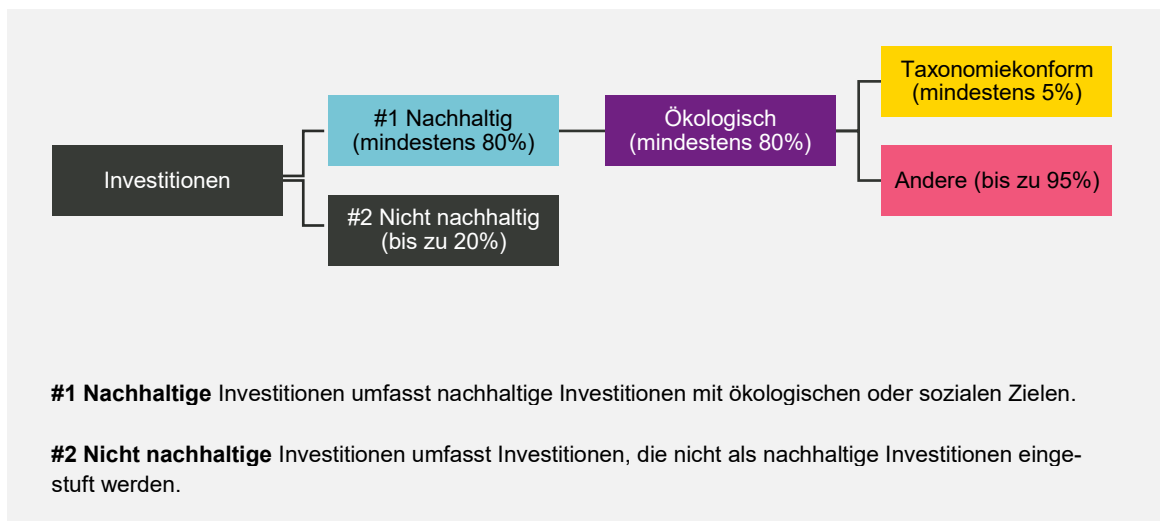 Taxonomiekonform
(mindestens 5%)
#1 Nachhaltig
(mindestens 80%)
Ökologisch
(mindestens 80%)
Investitionen
Andere (bis zu 95%)
#2 Nicht nachhaltig
(bis zu 20%)
#1 Nachhaltige Investitionen umfasst nachhaltige Investitionen mit ökologischen oder sozialen Zielen.
#2 Nicht nachhaltige Investitionen umfasst Investitionen, die nicht als nachhaltige Investitionen einge-
stuft werden.